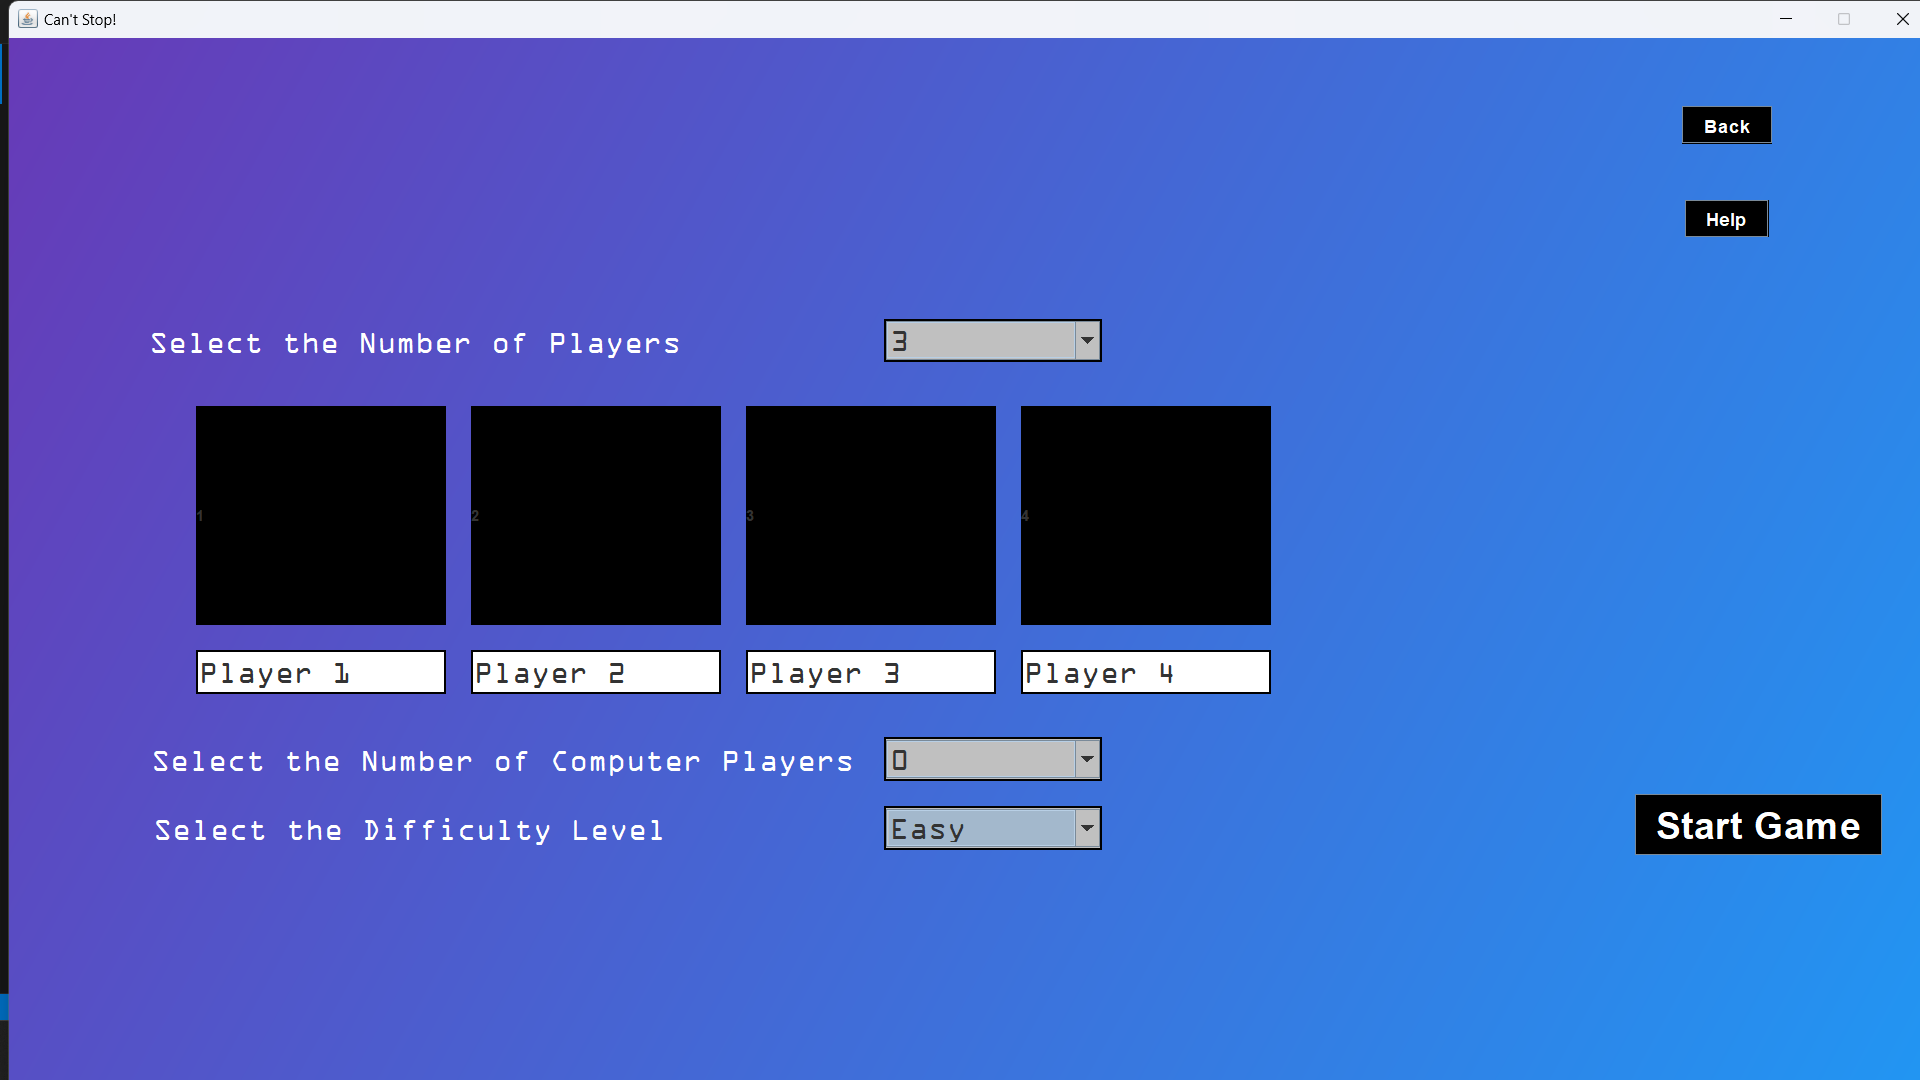 Can't Stop!
Back
Help
Select the Number of Players 3
1 2 3 4
Player 1 Player 2 Player 3 Player 4
Select the Number of Computer Players 0
Select the Difficulty Level Easy
Start Game